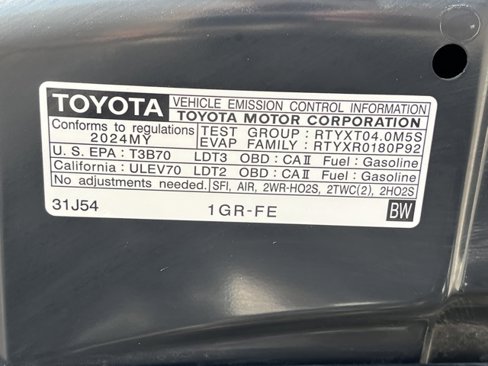 TOYOTA VEHICLE EMISSION CONTROL INFORMATION
TOYOTA MOTOR CORPORATION
Conforms to regulations
2024MY
TEST GROUP : RTYXT04.0M5S
EVAP FAMILY : RTYXR0180P92
U. S. EPA : T3B70 LDT3 OBD : CAⅡ Fuel : Gasoline
California : ULEV70 LDT2 OBD : CAⅡ Fuel : Gasoline
No adjustments needed. SFI, AIR, 2WR-HO2S, 2TWC(2), 2HO2S
31J54 1GR-FE BW